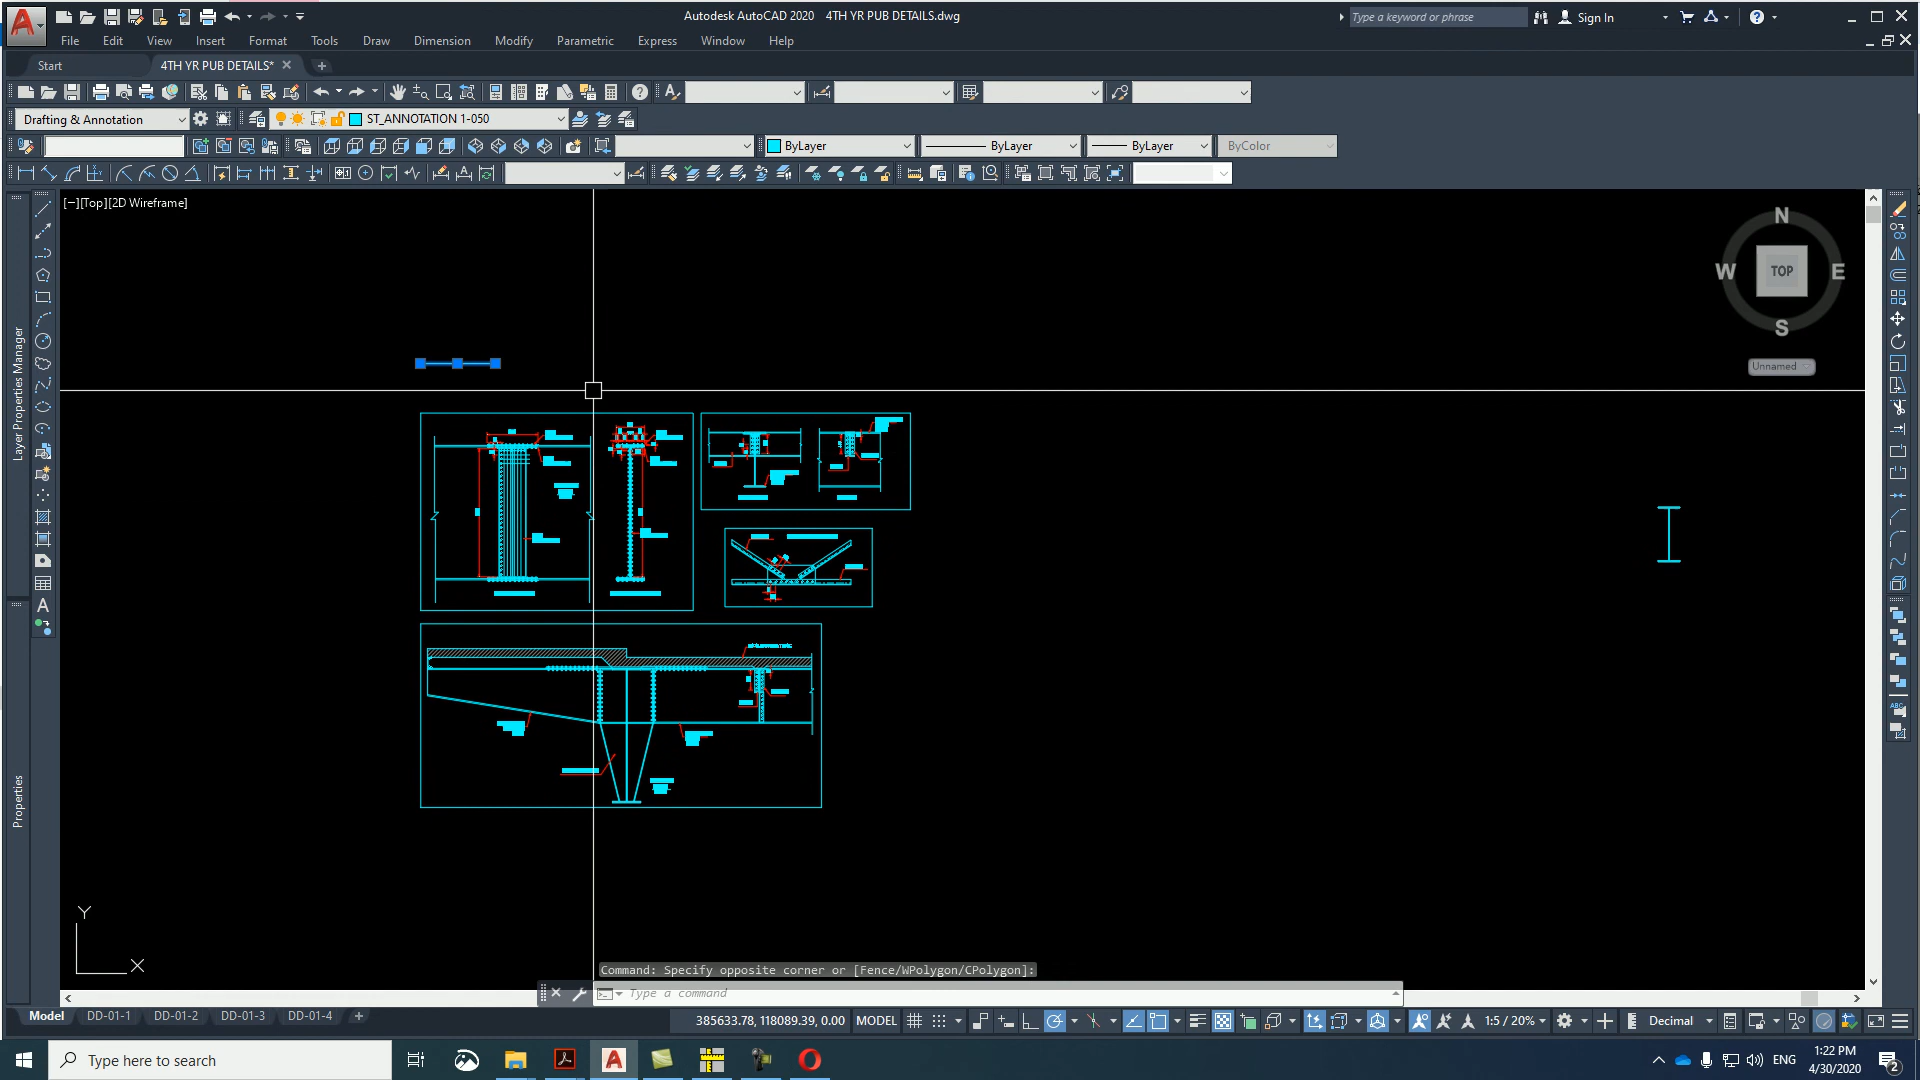 Autodesk AutoCAD 2020 4TH YR PUB DETAILS.dwg
Type a keyword or phrase
Sign In
File Edit View Insert Format Tools Draw Dimension Modify Parametric Express Window Help
Start 4TH YR PUB DETAILS*
Drafting & Annotation ST_ANNOTATION 1-050
ByLayer ByLayer ByLayer ByColor
[−][Top][2D Wireframe]
N
W TOP E
S
Unnamed
Layer Properties Manager
Properties
Y
X
Command: Specify opposite corner or [Fence/WPolygon/CPolygon]:
Type a command
Model DD-01-1 DD-01-2 DD-01-3 DD-01-4
385633.78, 118089.39, 0.00 MODEL 1:5 / 20% Decimal
Type here to search
ENG
1:22 PM
4/30/2020
2